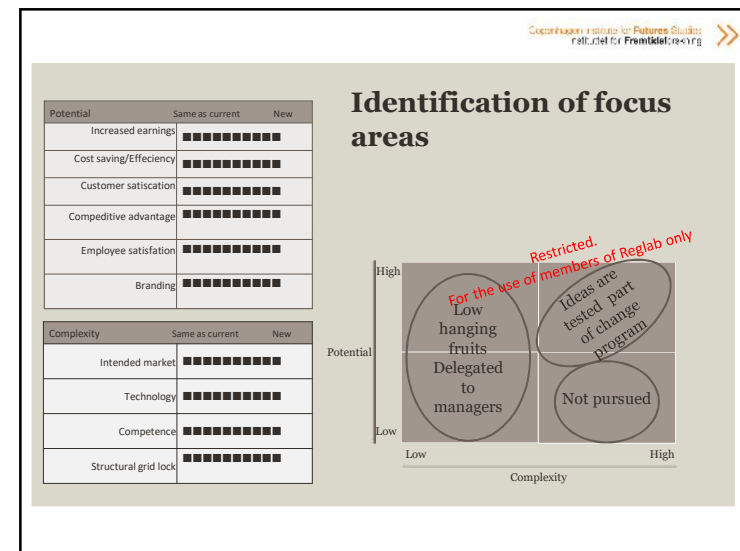 Copenhagen Institute for Futures Studies
Instituttet for Fremtidsforskning
Identification of focus
areas
Potential Same as current New
Increased earnings
Cost saving/Effeciency
Customer satiscation
Compeditive advantage
Employee satisfation
Branding
Complexity Same as current New
Intended market
Technology
Competence
Structural grid lock
Restricted.
For the use of members of Reglab only
High
Potential
Low
Low
hanging
fruits
Delegated
to
managers
Ideas are
tested part
of change
program
Not pursued
Low
High
Complexity